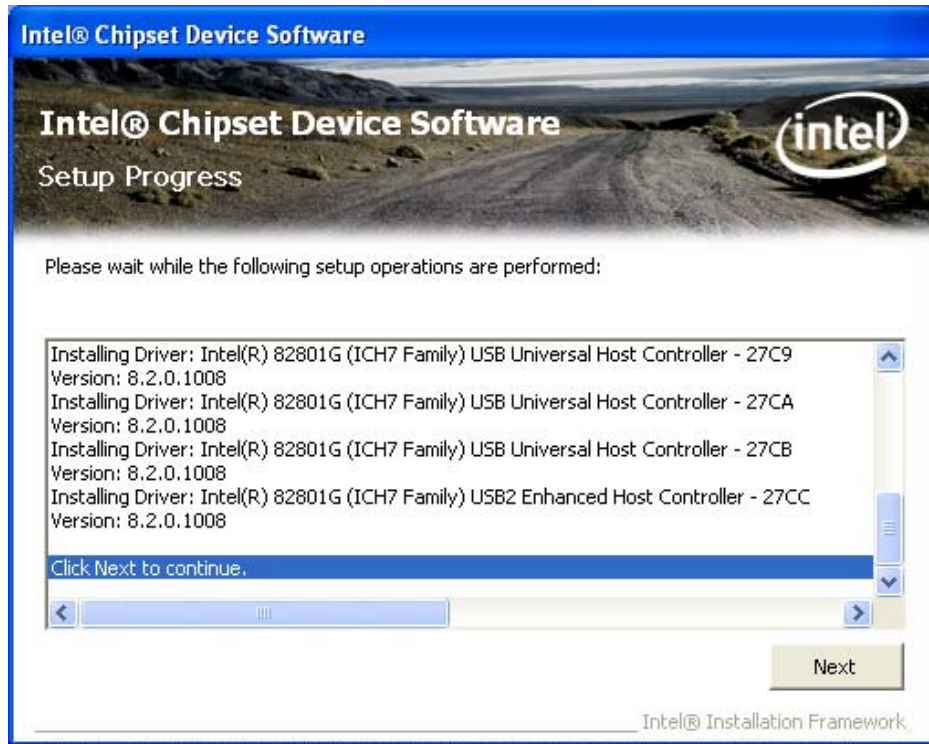 Intel® Chipset Device Software
Intel® Chipset Device Software
intel
Setup Progress
Please wait while the following setup operations are performed:
Installing Driver: Intel(R) 82801G (ICH7 Family) USB Universal Host Controller - 27C9
Version: 8.2.0.1008
Installing Driver: Intel(R) 82801G (ICH7 Family) USB Universal Host Controller - 27CA
Version: 8.2.0.1008
Installing Driver: Intel(R) 82801G (ICH7 Family) USB Universal Host Controller - 27CB
Version: 8.2.0.1008
Installing Driver: Intel(R) 82801G (ICH7 Family) USB2 Enhanced Host Controller - 27CC
Version: 8.2.0.1008
Click Next to continue.
Next
Intel® Installation Framework